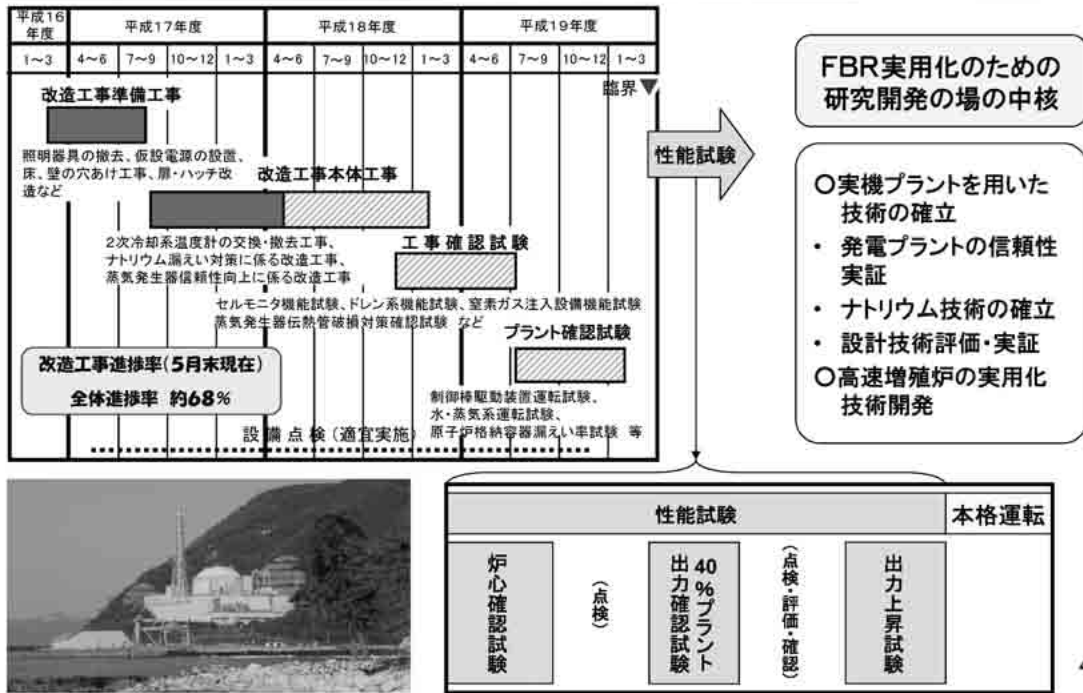 平成16
年度
平成17年度
平成18年度
平成19年度
1～3
4～6
7～9
10～12
1～3
4～6
7～9
10～12
1～3
4～6
7～9
10～12
1～3
臨界▼
改造工事準備工事
照明器具の撤去、仮設電源の設置、
床、壁の穴あけ工事、扉・ハッチ改
造など
改造工事本体工事
2次冷却系温度計の交換・撤去工事、
ナトリウム漏えい対策に係る改造工事、
蒸気発生器信頼性向上に係る改造工事
工事確認試験
セルモニタ機能試験、ドレン系機能試験、窒素ガス注入設備機能試験
蒸気発生器伝熱管破損対策確認試験 など
プラント確認試験
制御棒駆動装置運転試験、
水・蒸気系運転試験、
原子炉格納容器漏えい率試験 等
改造工事進捗率(5月末現在)
全体進捗率 約68%
設備点検(適宜実施)
性能試験
FBR実用化のための
研究開発の場の中核
○実機プラントを用いた
技術の確立
・ 発電プラントの信頼性
実証
・ ナトリウム技術の確立
・ 設計技術評価・実証
○高速増殖炉の実用化
技術開発
性能試験
本格運転
炉心確認試験
(点検)
40%プラント
出力確認試験
(点検・評価・確認)
出力上昇試験